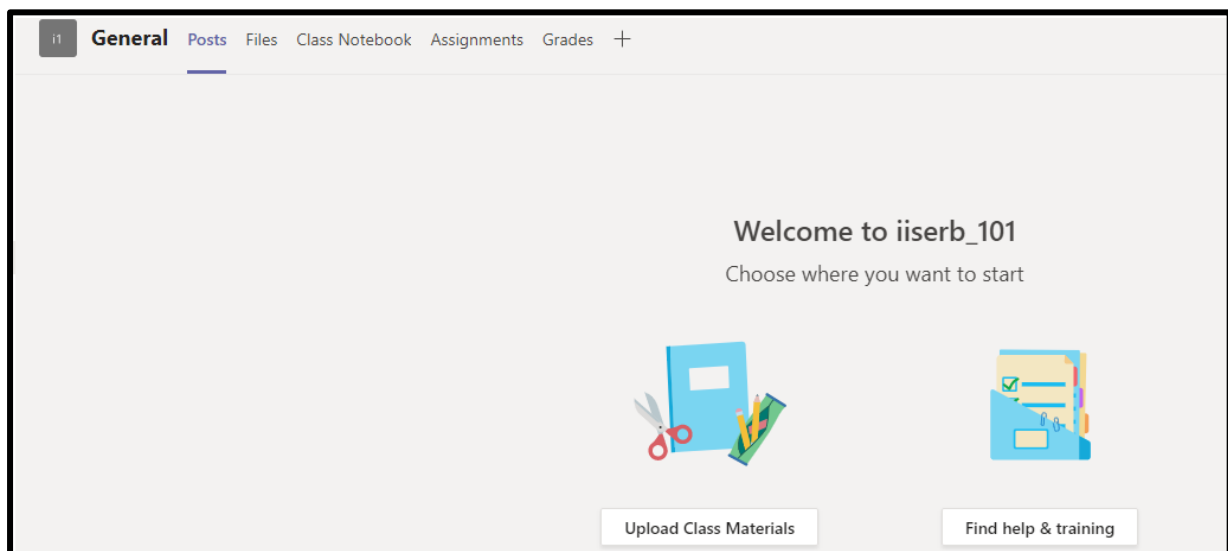 i1 General Posts Files Class Notebook Assignments Grades +
Welcome to iiserb_101
Choose where you want to start
Upload Class Materials Find help & training